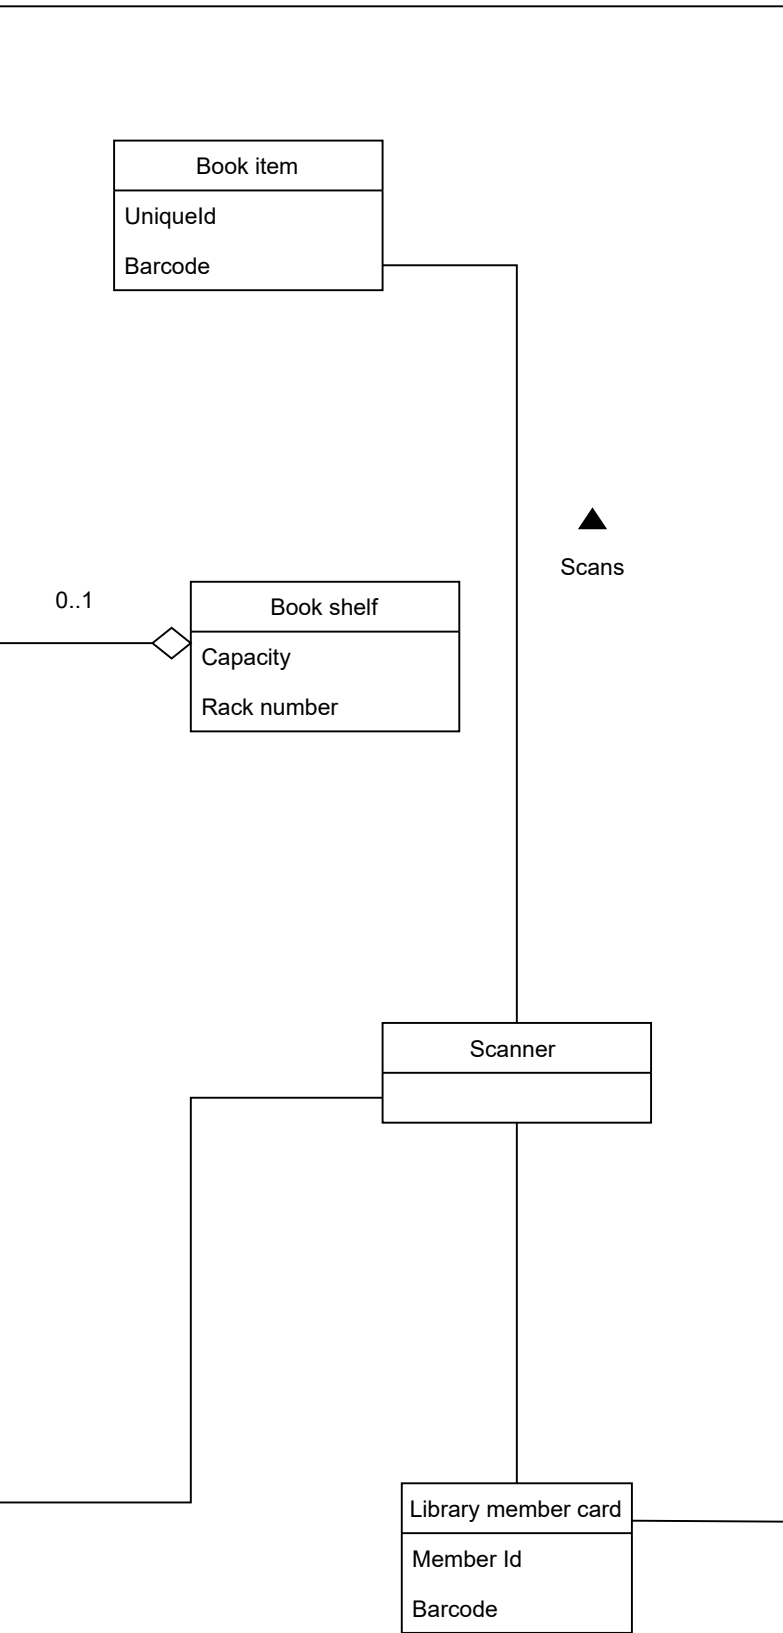 Book item
UniqueId
Barcode
Scans
0..1
Book shelf
Capacity
Rack number
Scanner
Library member card
Member Id
Barcode